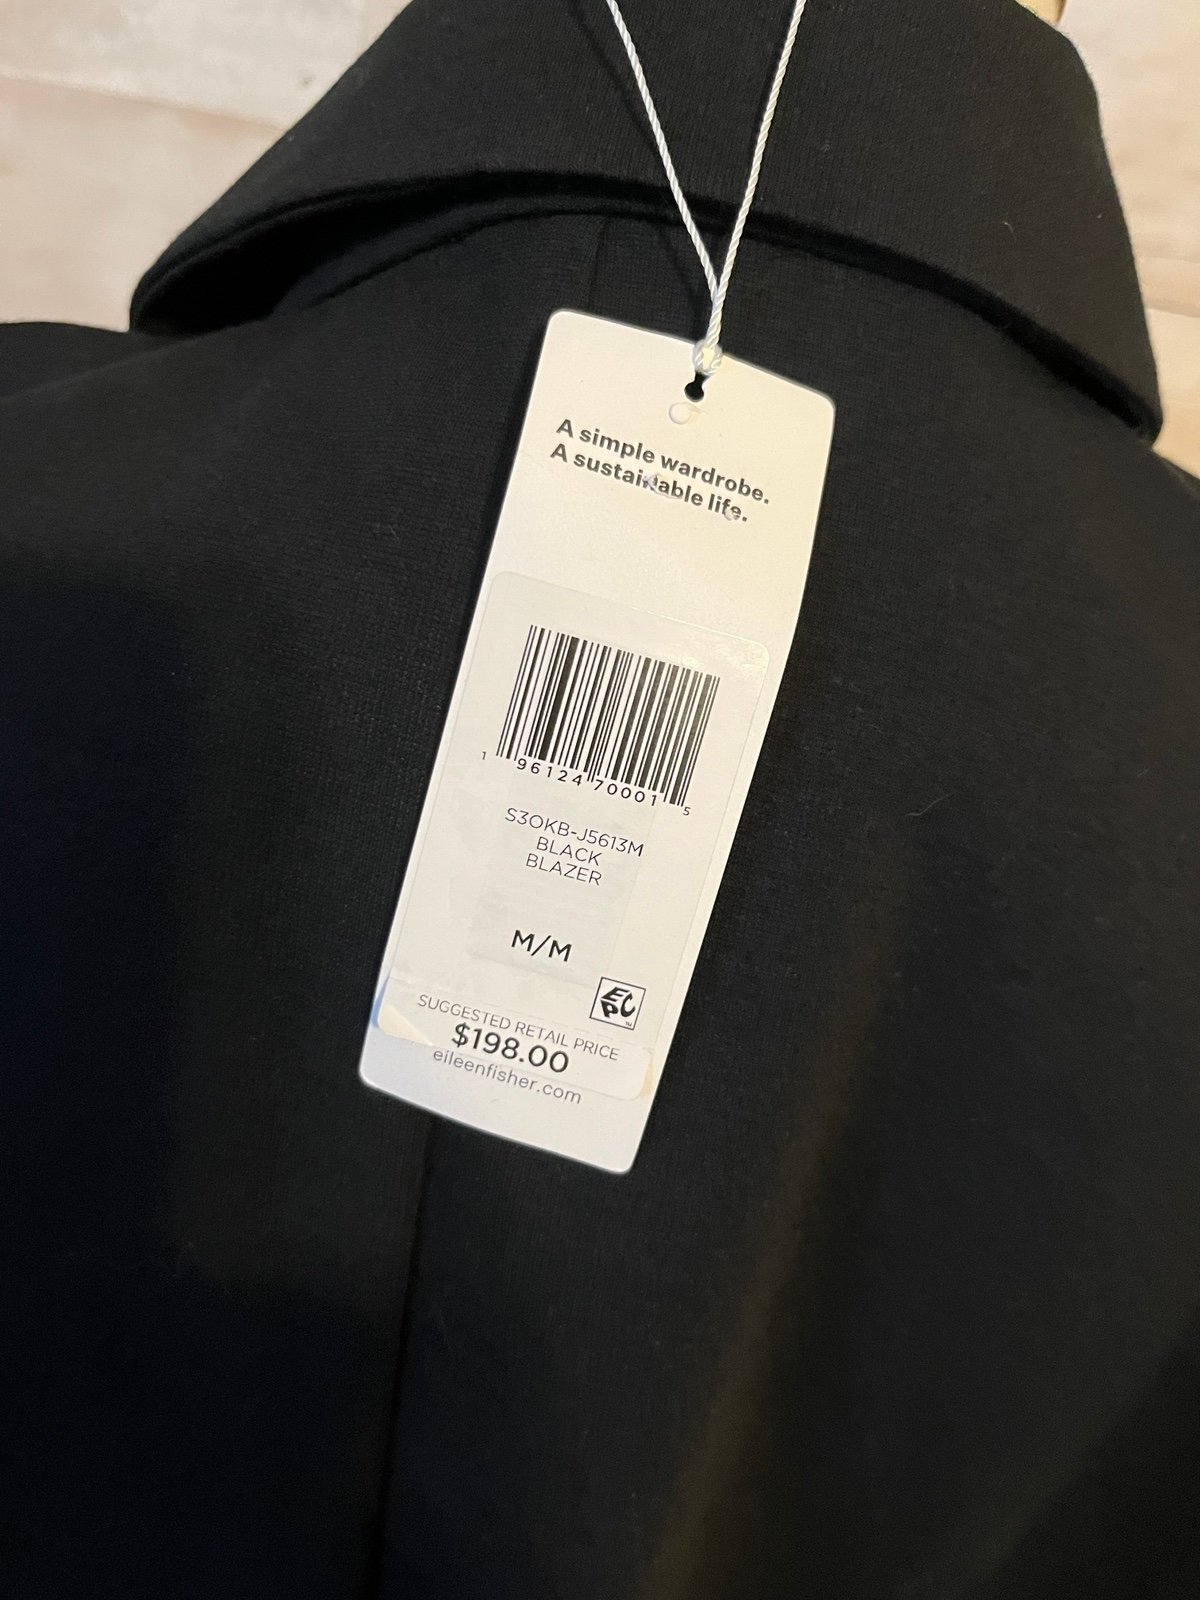 A simple wardrobe.
A sustainable life.
1 96124 70001 5
S3OKB-J5613M
BLACK
BLAZER
M/M
EPC
SUGGESTED RETAIL PRICE
$198.00
eileenfisher.com